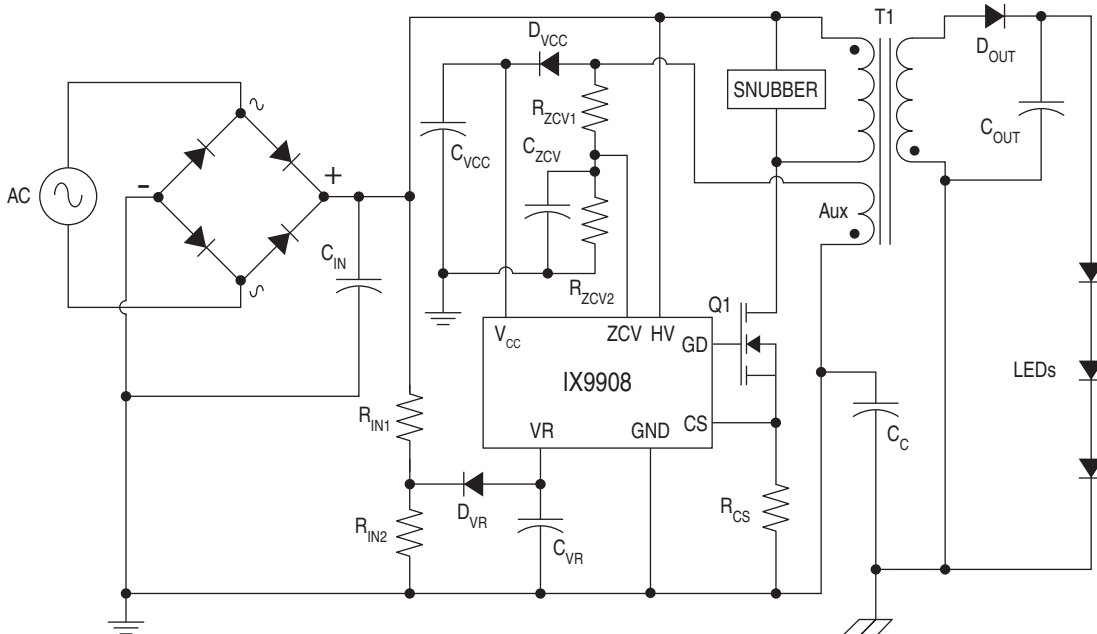 T1
D_VCC
D_OUT
SNUBBER
R_ZCV1
C_OUT
C_VCC
C_ZCV
-
+
AC
Aux
C_IN
R_ZCV2
Q1
V_CC
ZCV
HV
GD
IX9908
LEDs
R_IN1
CS
C_C
VR
GND
D_VR
R_CS
R_IN2
C_VR